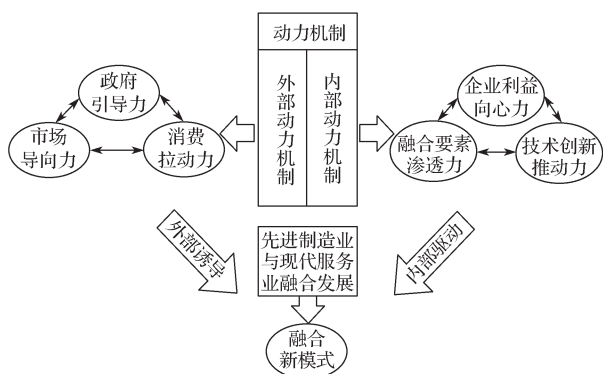 动力机制
外部动力机制
内部动力机制
政府
引导力
市场
导向力
消费
拉动力
企业利益
向心力
融合要素
渗透力
技术创新
推动力
外部诱导
内部驱动
先进制造业
与现代服务
业融合发展
融合
新模式